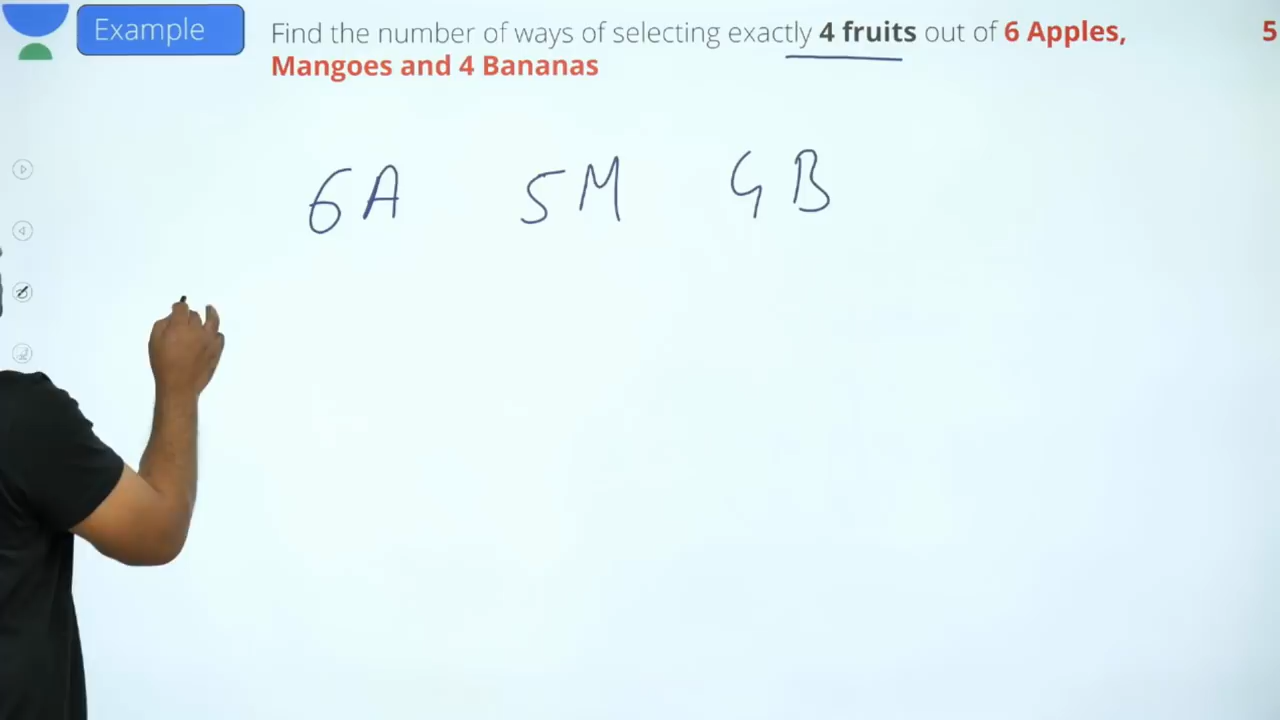 Example
Find the number of ways of selecting exactly 4 fruits out of 6 Apples, 5
Mangoes and 4 Bananas
6A 5M 4B